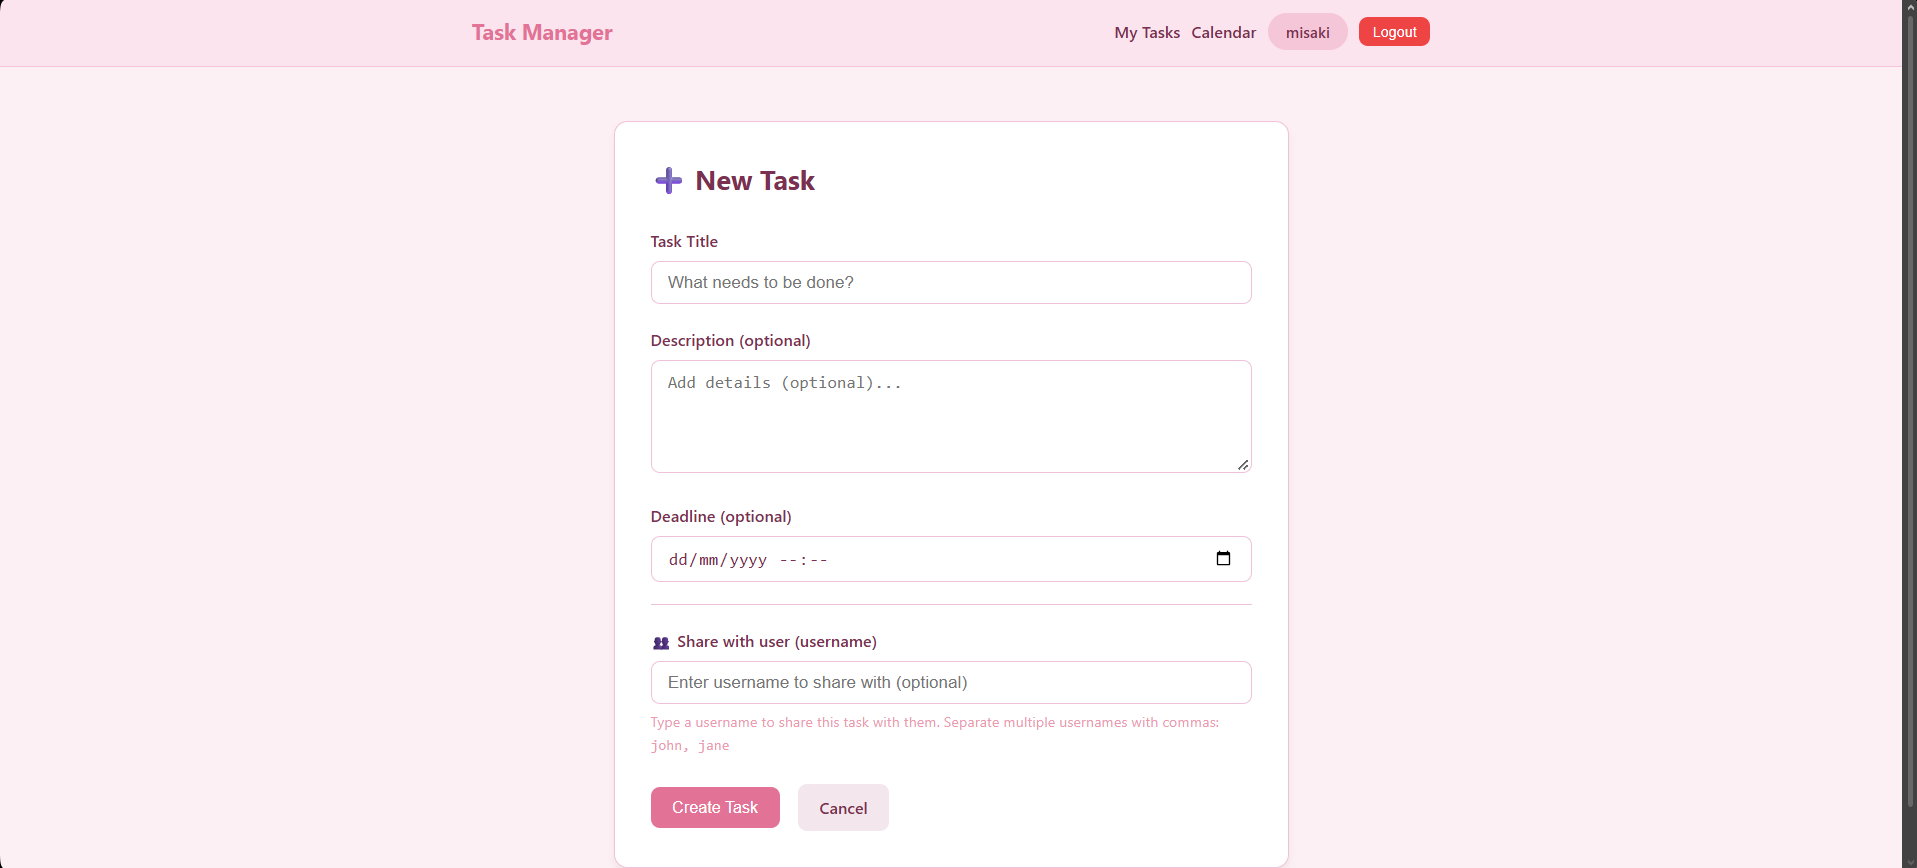 Task Manager
My Tasks Calendar misaki Logout
New Task
Task Title
What needs to be done?
Description (optional)
Add details (optional)...
Deadline (optional)
dd/mm/yyyy --:--
Share with user (username)
Enter username to share with (optional)
Type a username to share this task with them. Separate multiple usernames with commas:
john, jane
Create Task Cancel